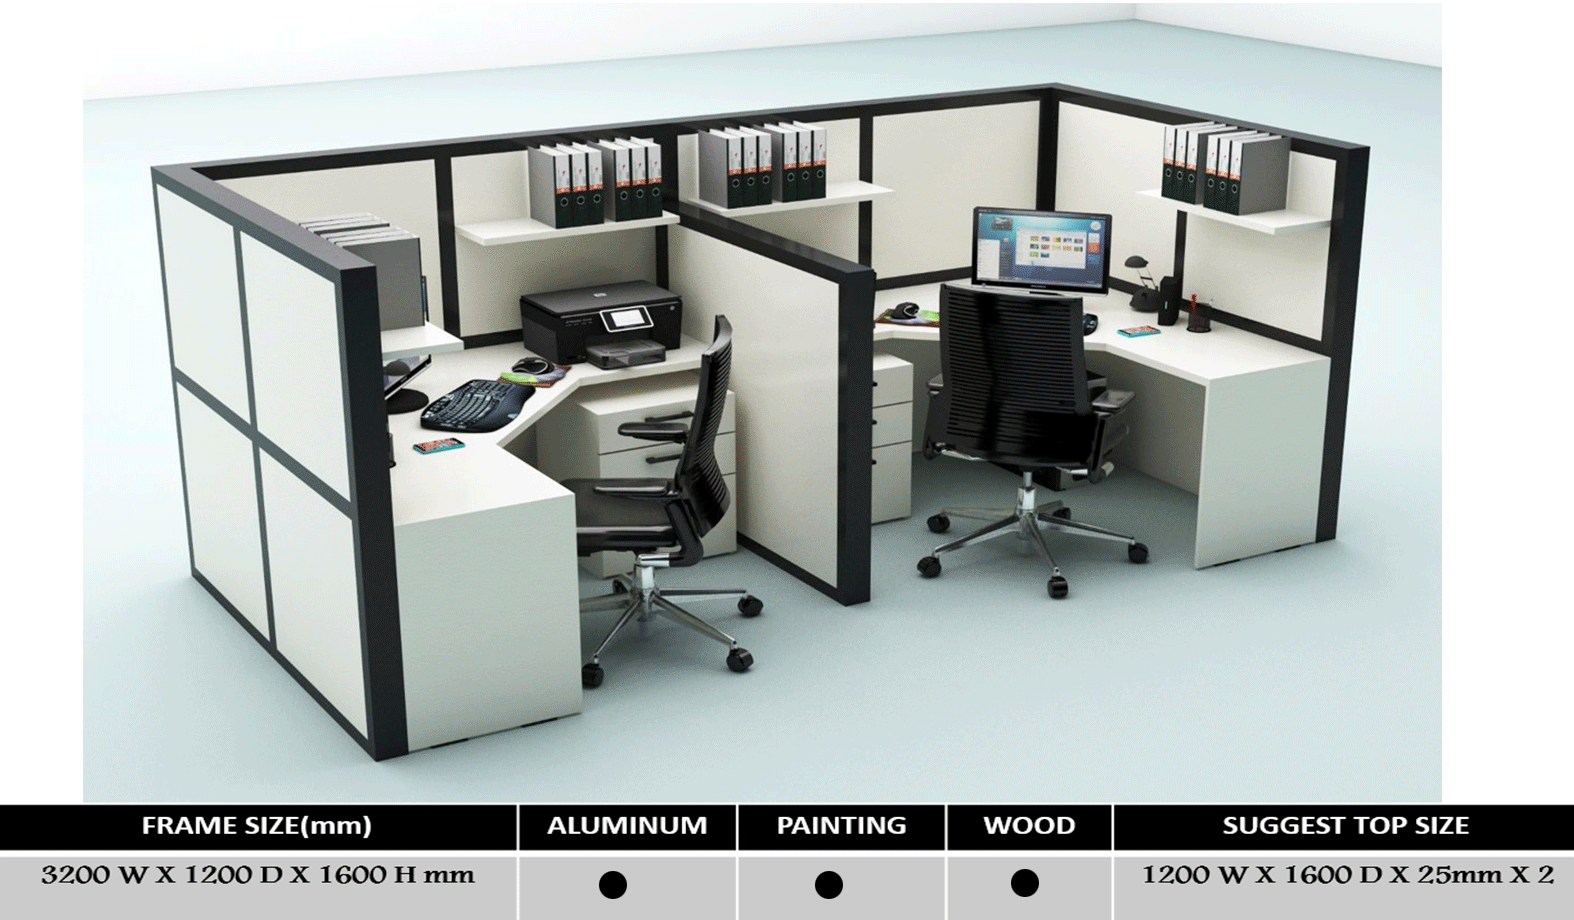 FRAME SIZE(mm) ALUMINUM PAINTING WOOD SUGGEST TOP SIZE
3200 W X 1200 D X 1600 H mm ● ● ● 1200 W X 1600 D X 25mm X 2